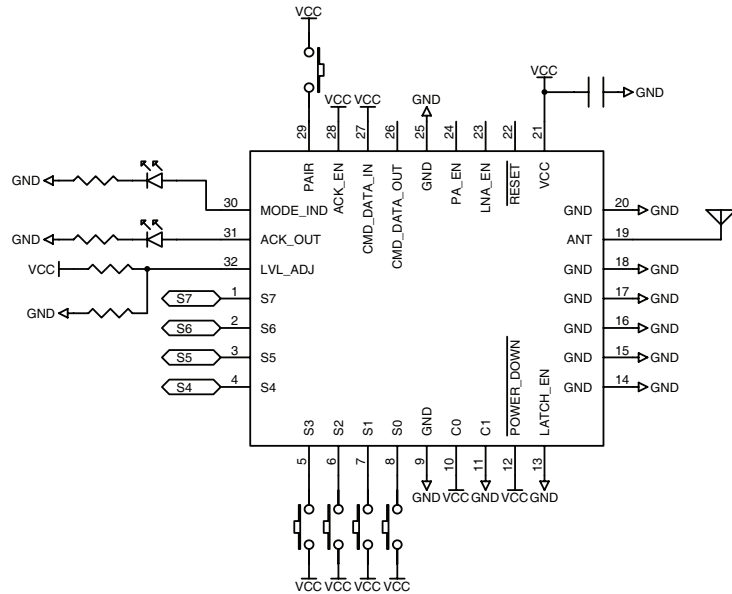 VCC
VCC
VCC VCC
GND
GND
29 28 27 26 25 24 23 22 21
PAIR ACK_EN CMD_DATA_IN CMD_DATA_OUT GND PA_EN LNA_EN RESET VCC
GND 30 MODE_IND
GND 20 GND
GND 31 ACK_OUT
ANT 19
VCC 32 LVL_ADJ
GND 18 GND
S7 1 S7
GND 17 GND
GND
S6 2 S6
GND 16 GND
S5 3 S5
GND 15 GND
S4 4 S4
GND 14 GND
S3 S2 S1 S0 GND C0 C1 POWER_DOWN LATCH_EN
5 6 7 8 9 10 11 12 13
GND VCC GND VCC GND
VCC VCC VCC VCC